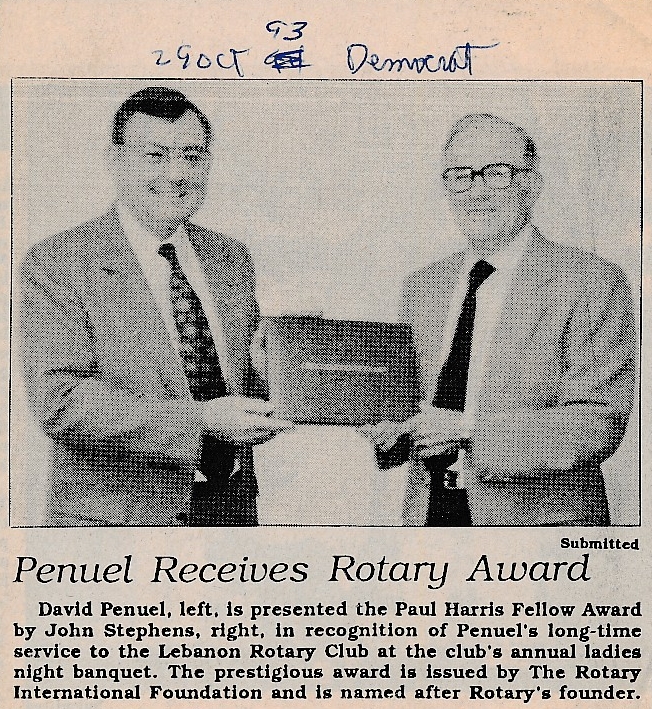 93
29 Oct Democrat
Submitted
Penuel Receives Rotary Award
David Penuel, left, is presented the Paul Harris Fellow Award
by John Stephens, right, in recognition of Penuel's long-time
service to the Lebanon Rotary Club at the club's annual ladies
night banquet. The prestigious award is issued by The Rotary
International Foundation and is named after Rotary's founder.